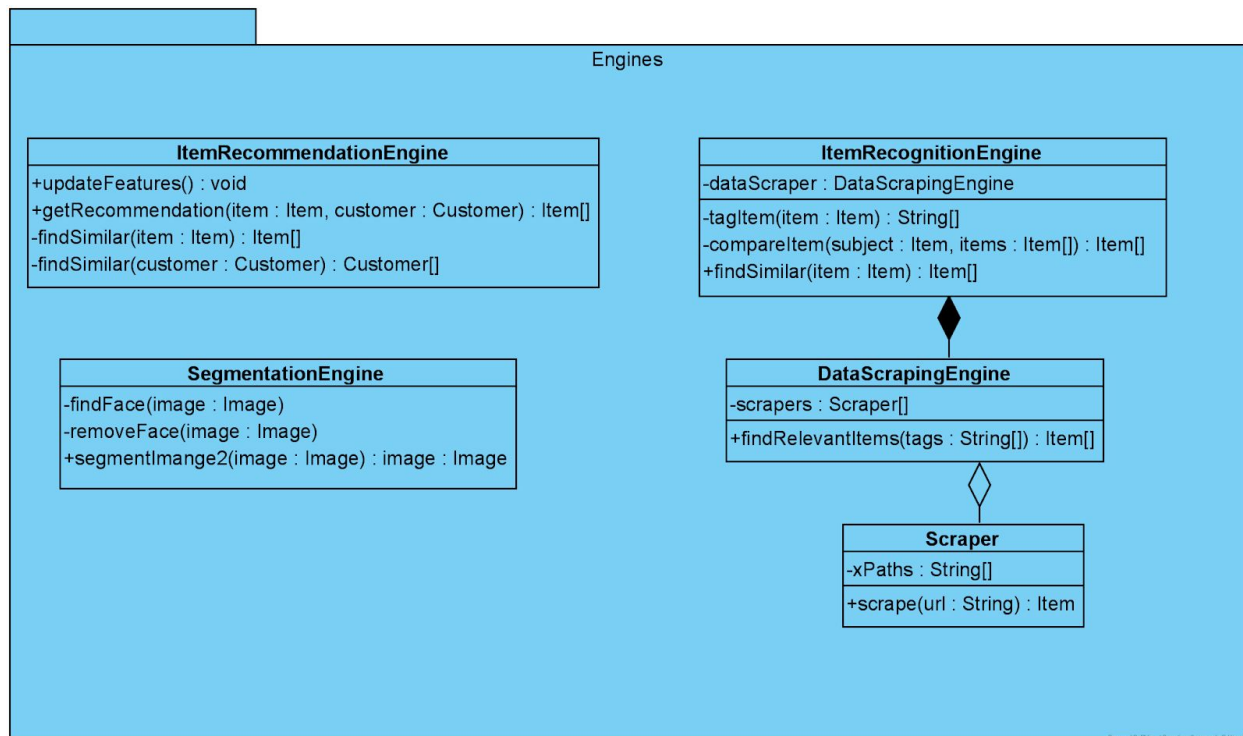 Engines
ItemRecommendationEngine
+updateFeatures() : void
+getRecommendation(item : Item, customer : Customer) : Item[]
-findSimilar(item : Item) : Item[]
-findSimilar(customer : Customer) : Customer[]
ItemRecognitionEngine
-dataScraper : DataScrapingEngine
-tagItem(item : Item) : String[]
-compareItem(subject : Item, items : Item[]) : Item[]
+findSimilar(item : Item) : Item[]
SegmentationEngine
-findFace(image : Image)
-removeFace(image : Image)
+segmentImange2(image : Image) : image : Image
DataScrapingEngine
-scrapers : Scraper[]
+findRelevantItems(tags : String[]) : Item[]
Scraper
-xPaths : String[]
+scrape(url : String) : Item